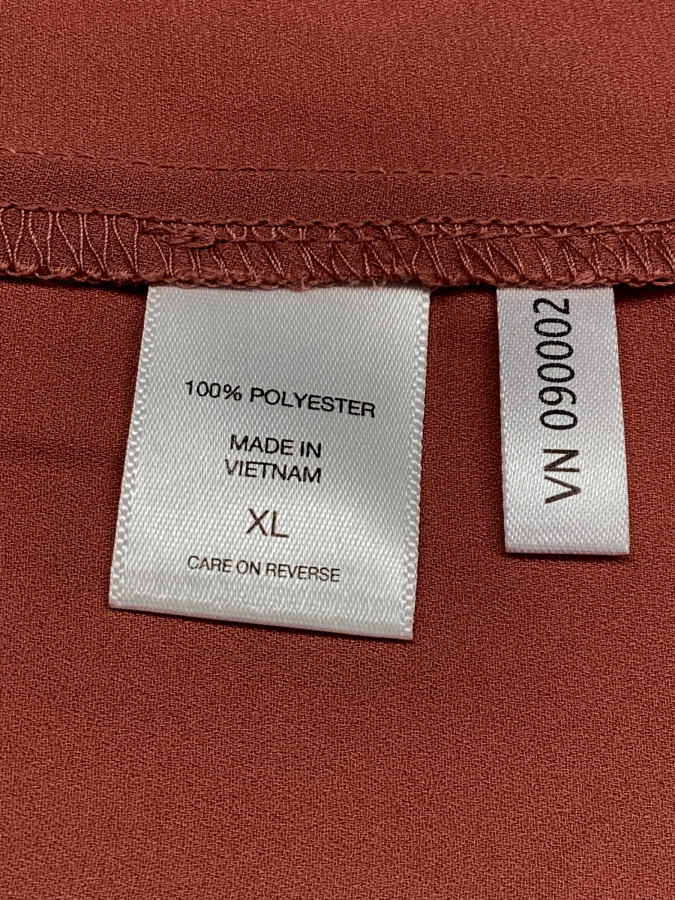 100% POLYESTER
MADE IN
VIETNAM
XL
CARE ON REVERSE
VN 090002